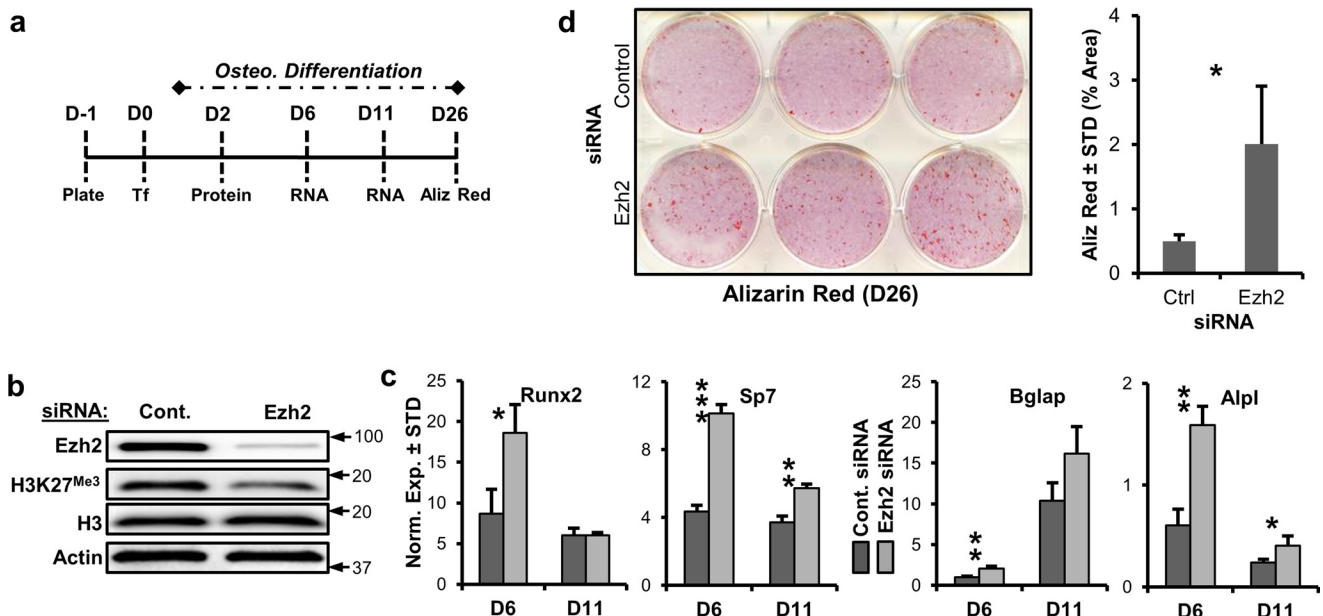 a
Osteo. Differentiation
D-1 D0 D2 D6 D11 D26
Plate Tf Protein RNA RNA Aliz Red
d
siRNA
Control
Ezh2
Alizarin Red (D26)
Aliz Red ± STD (% Area)
4
3
2
1
0
*
Ctrl Ezh2
siRNA
b
siRNA: Cont. Ezh2
Ezh2 100
H3K27Me3 20
H3 20
Actin 37
c
Norm. Exp. ± STD
25
20
15
10
5
0
Runx2
*
D6 D11
12
8
4
0
Sp7
***
**
D6 D11
Cont. siRNA
Ezh2 siRNA
25
20
15
10
5
0
Bglap
**
D6 D11
2
1
0
Alpl
**
*
D6 D11